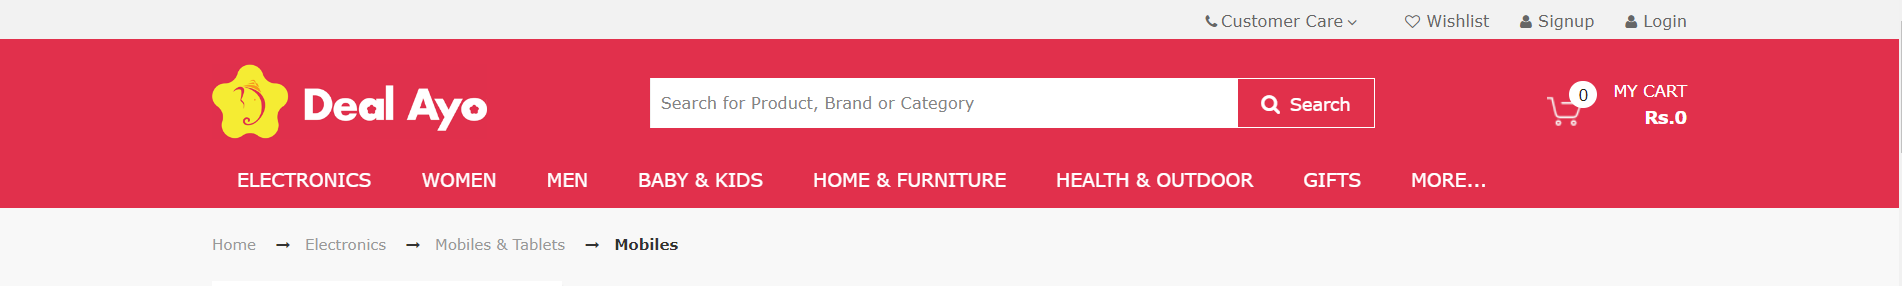 Customer Care Wishlist Signup Login
Deal Ayo
Search for Product, Brand or Category Search
0 MY CART
Rs.0
ELECTRONICS WOMEN MEN BABY & KIDS HOME & FURNITURE HEALTH & OUTDOOR GIFTS MORE...
Home → Electronics → Mobiles & Tablets → Mobiles